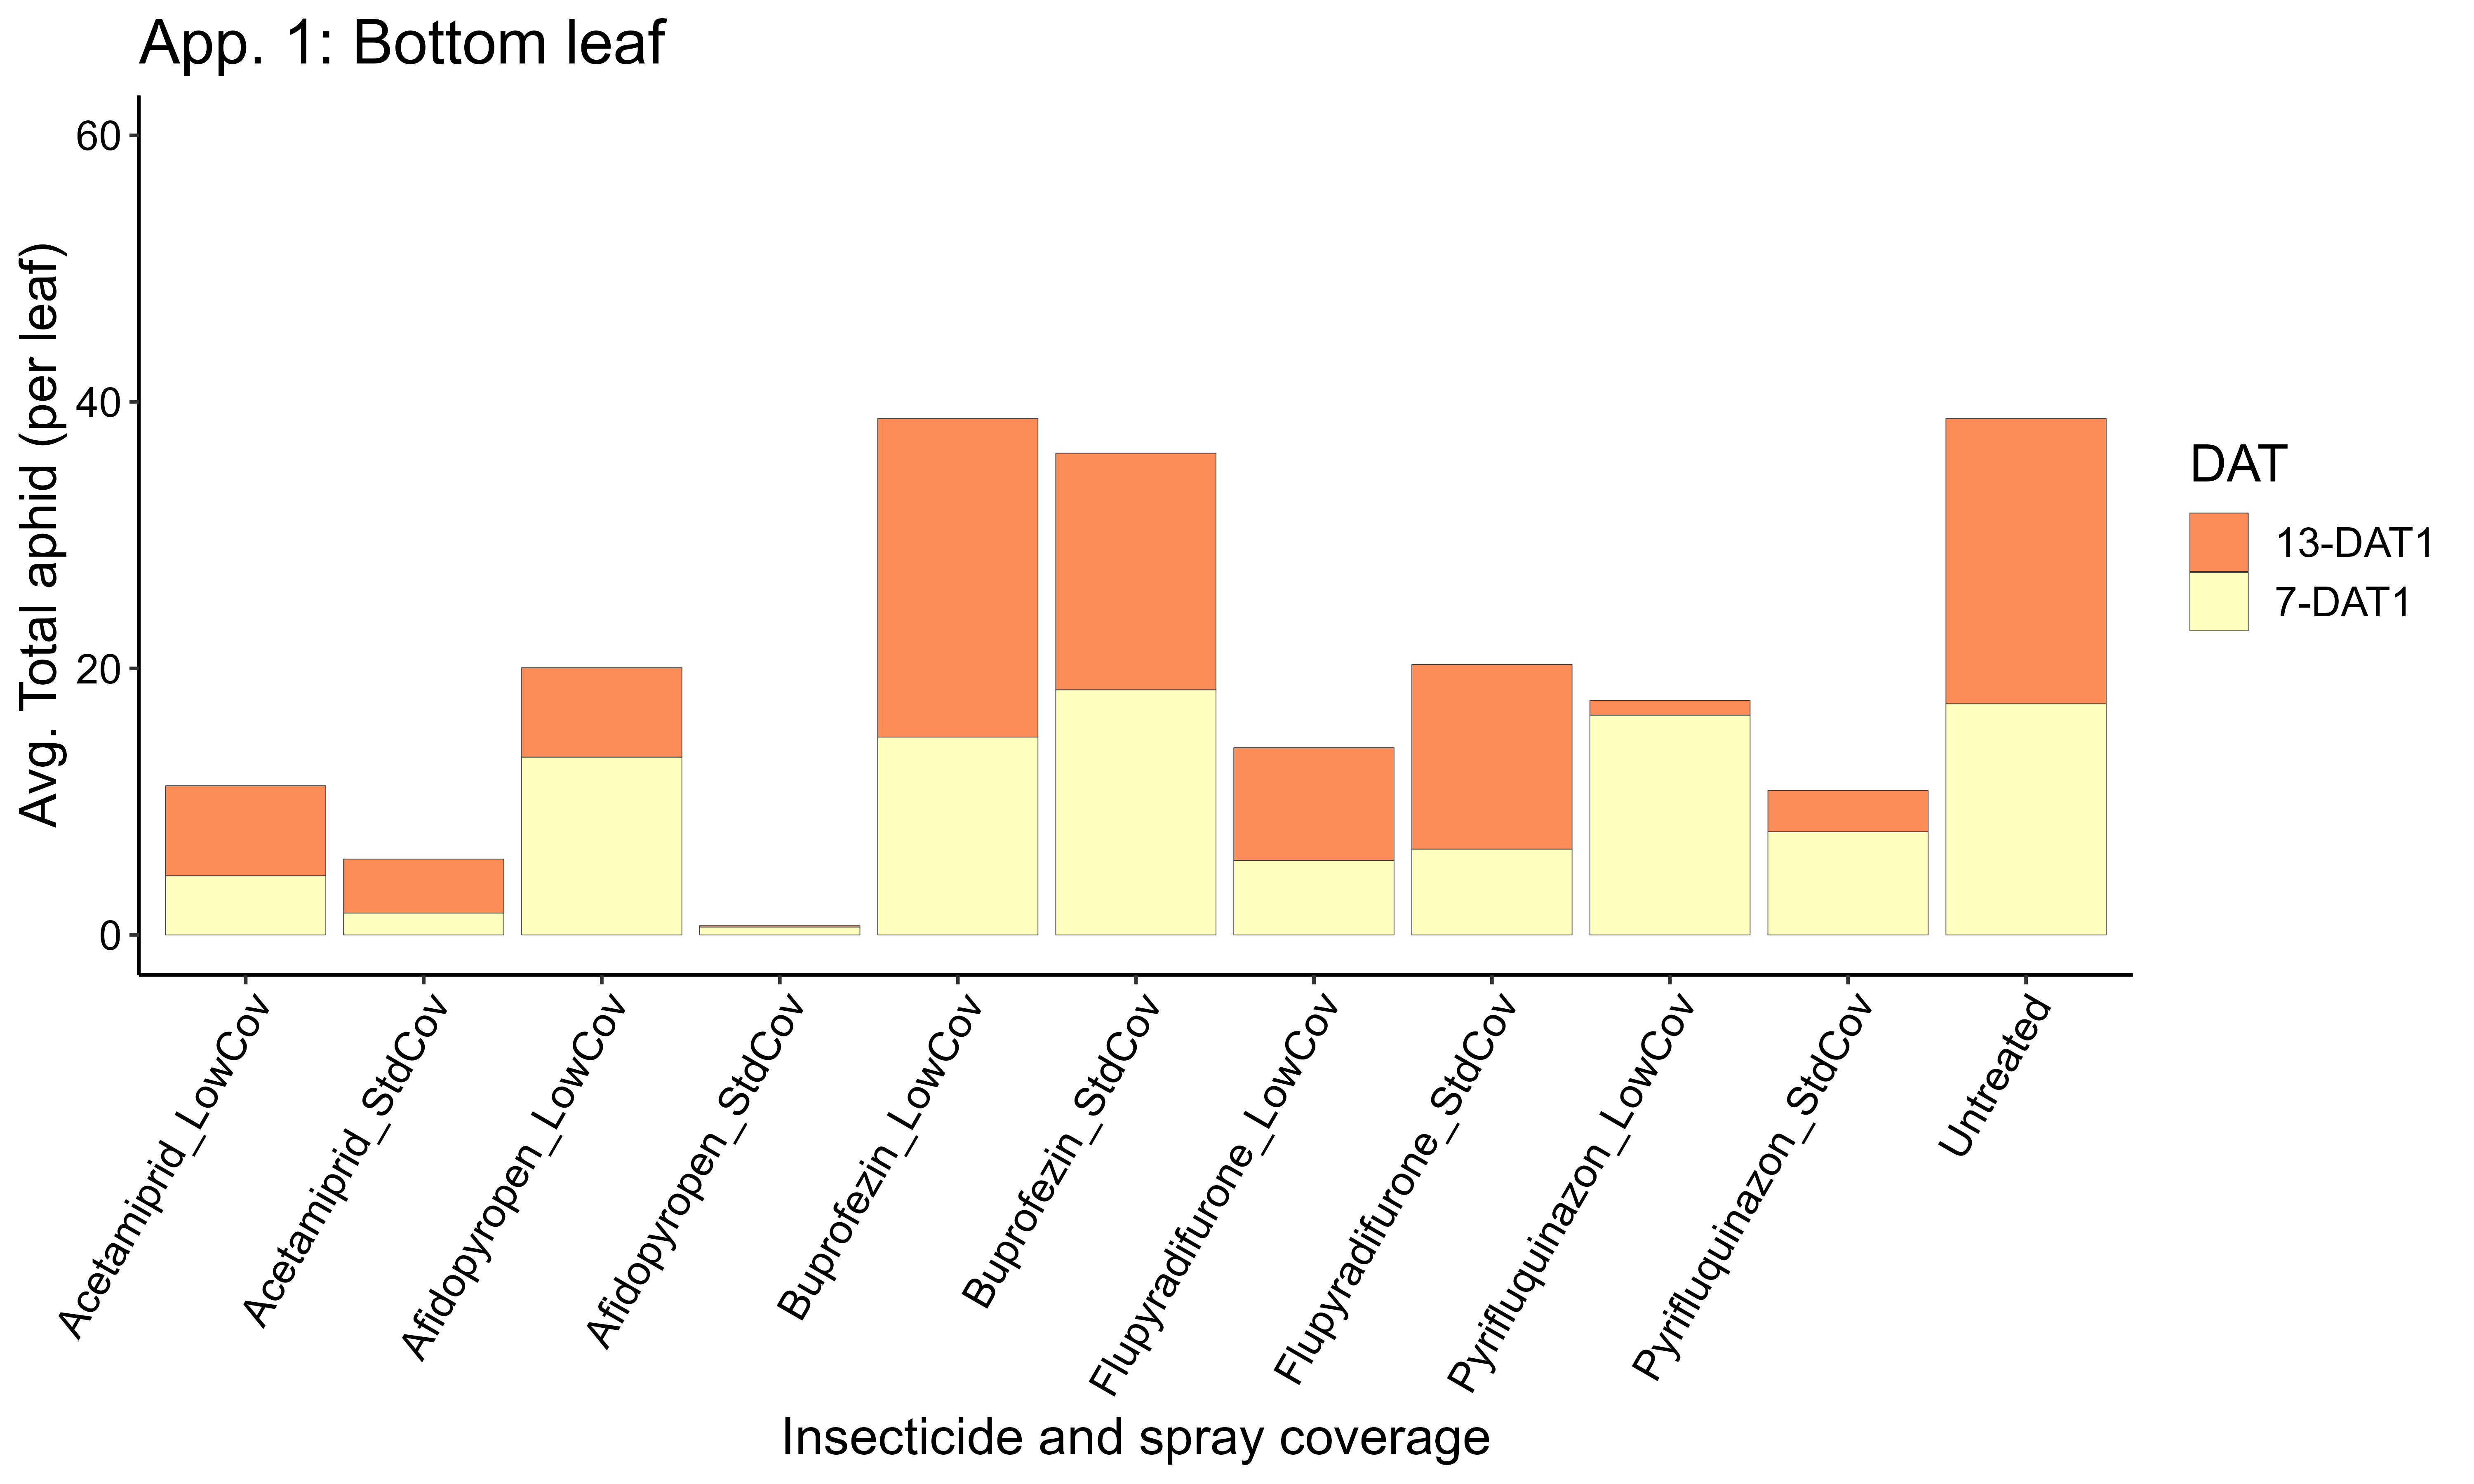 App. 1: Bottom leaf
Avg. Total aphid (per leaf)
60
40
20
0
Acetamiprid_LowCov
Acetamiprid_StdCov
Afidopyropen_LowCov
Afidopyropen_StdCov
Buprofezin_LowCov
Buprofezin_StdCov
Flupyradifurone_LowCov
Flupyradifurone_StdCov
Pyrifluquinazon_LowCov
Pyrifluquinazon_StdCov
Untreated
Insecticide and spray coverage
DAT
13-DAT1
7-DAT1